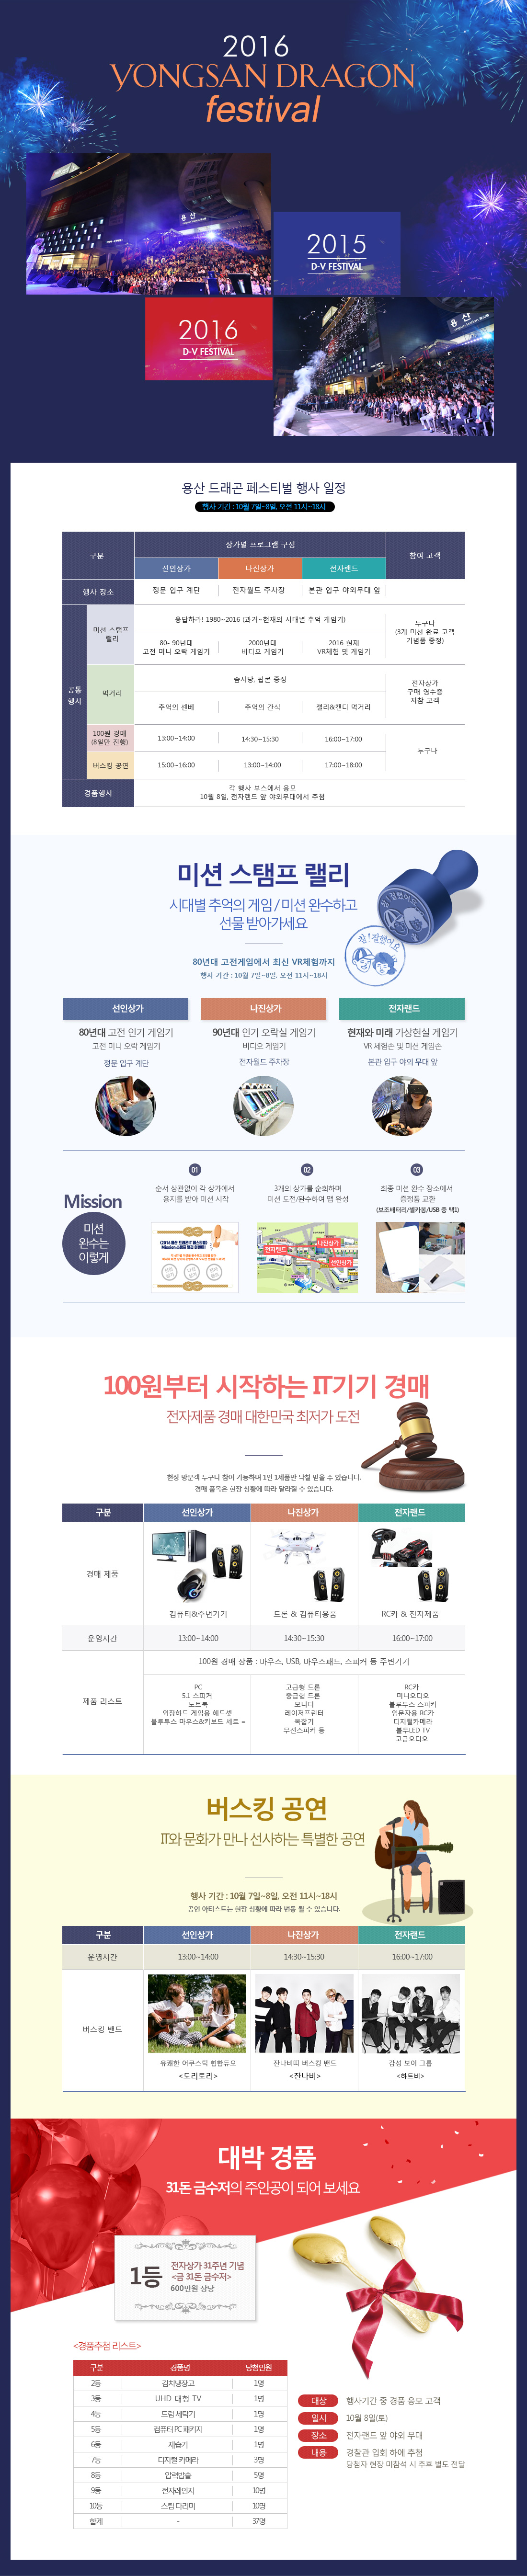 2016
YONGSAN DRAGON
festival
용산
2015
D-V FESTIVAL
2016
D-V FESTIVAL
용산
용산 드래곤 페스티벌 행사 일정
행사 기간 : 10월 7일~8일, 오전 11시~18시
구분
상가별 프로그램 구성
참여 고객
선인상가
나진상가
전자랜드
행사 장소
정문 입구 계단
전자월드 주차장
본관 입구 야외무대 앞
공통
행사
미션 스탬프
랠리
응답하라! 1980~2016 (과거~현재의 시대별 추억 게임기)
80- 90년대
고전 미니 오락 게임기
2000년대
비디오 게임기
2016 현재
VR체험 및 게임기
누구나
(3개 미션 완료 고객
기념품 증정)
먹거리
솜사탕, 팝콘 증정
추억의 센베
추억의 간식
젤리&캔디 먹거리
전자상가
구매 영수증
지참 고객
100원 경매
(8일만 진행)
13:00~14:00
14:30~15:30
16:00~17:00
누구나
버스킹 공연
15:00~16:00
13:00~14:00
17:00~18:00
경품행사
각 행사 부스에서 응모
10월 8일, 전자랜드 앞 야외무대에서 추첨
미션 스탬프 랠리
시대별 추억의 게임 / 미션 완수하고
선물 받아가세요
참! 잘했어요
80년대 고전게임에서 최신 VR체험까지
행사 기간 : 10월 7일~8일, 오전 11시~18시
선인상가
나진상가
전자랜드
80년대 고전 인기 게임기
고전 미니 오락 게임기
정문 입구 계단
90년대 인기 오락실 게임기
비디오 게임기
전자월드 주차장
현재와 미래 가상현실 게임기
VR 체험존 및 미션 게임존
본관 입구 야외 무대 앞
Mission
미션
완수는
이렇게
01
순서 상관없이 각 상가에서
용지를 받아 미션 시작
02
3개의 상가를 순회하며
미션 도전/완수하여 맵 완성
전자랜드
나진상가
선인상가
03
최종 미션 완수 장소에서
증정품 교환
(보조배터리/셀카봉/USB 중 택1)
100원부터 시작하는 IT기기 경매
전자제품 경매 대한민국 최저가 도전
현장 방문객 누구나 참여 가능하며 1인 1제품만 낙찰 받을 수 있습니다.
경매 품목은 현장 상황에 따라 달라질 수 있습니다.
구분
선인상가
나진상가
전자랜드
경매 제품
컴퓨터&주변기기
드론 & 컴퓨터용품
RC카 & 전자제품
운영시간
13:00~14:00
14:30~15:30
16:00~17:00
제품 리스트
100원 경매 상품 : 마우스, USB, 마우스패드, 스피커 등 주변기기
PC
5.1 스피커
노트북
외장하드 게임용 헤드셋
블루투스 마우스&키보드 세트 =
고급형 드론
중급형 드론
모니터
레이저프린터
복합기
무선스피커 등
RC카
미니오디오
블루투스 스피커
입문자용 RC카
디지털카메라
볼투LED TV
고급오디오
버스킹 공연
IT와 문화가 만나 선사하는 특별한 공연
행사 기간 : 10월 7일~8일, 오전 11시~18시
공연 아티스트는 현장 상황에 따라 변동 될 수 있습니다.
구분
선인상가
나진상가
전자랜드
운영시간
13:00~14:00
14:30~15:30
16:00~17:00
버스킹 밴드
유쾌한 어쿠스틱 힙팝듀오
<도리토리>
잔나비띠 버스킹 밴드
<잔나비>
감성 보이 그룹
<하트비>
대박 경품
31돈 금수저의 주인공이 되어 보세요
1등
전자상가 31주년 기념
<금 31돈 금수저>
600만원 상당
<경품추첨 리스트>
구분 경품명 당첨인원
2등 김치냉장고 1명
3등 UHD 대형 TV 1명
4등 드럼 세탁기 1명
5등 컴퓨터 PC 패키지 1명
6등 제습기 1명
7등 디지털 카메라 3명
8등 압력밥솥 5명
9등 전자레인지 10명
10등 스팀 다리미 10명
합계 - 37명
대상 행사기간 중 경품 응모 고객
일시 10월 8일(토)
장소 전자랜드 앞 야외 무대
내용 경찰관 입회 하에 추첨
당첨자 현장 미참석 시 추후 별도 전달